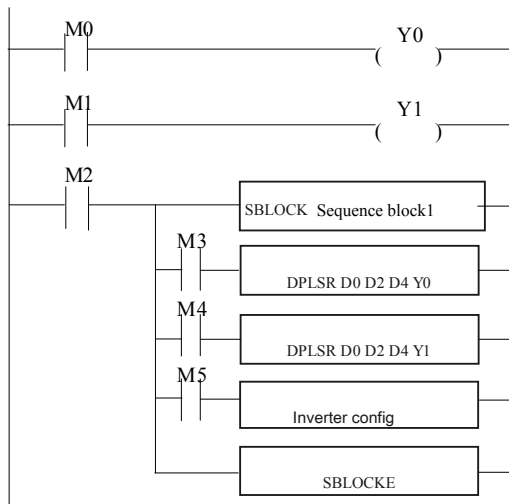 M0 Y0
( )
M1 Y1
( )
M2
SBLOCK Sequence block1
M3
DPLSR D0 D2 D4 Y0
M4
DPLSR D0 D2 D4 Y1
M5
Inverter config
SBLOCKE